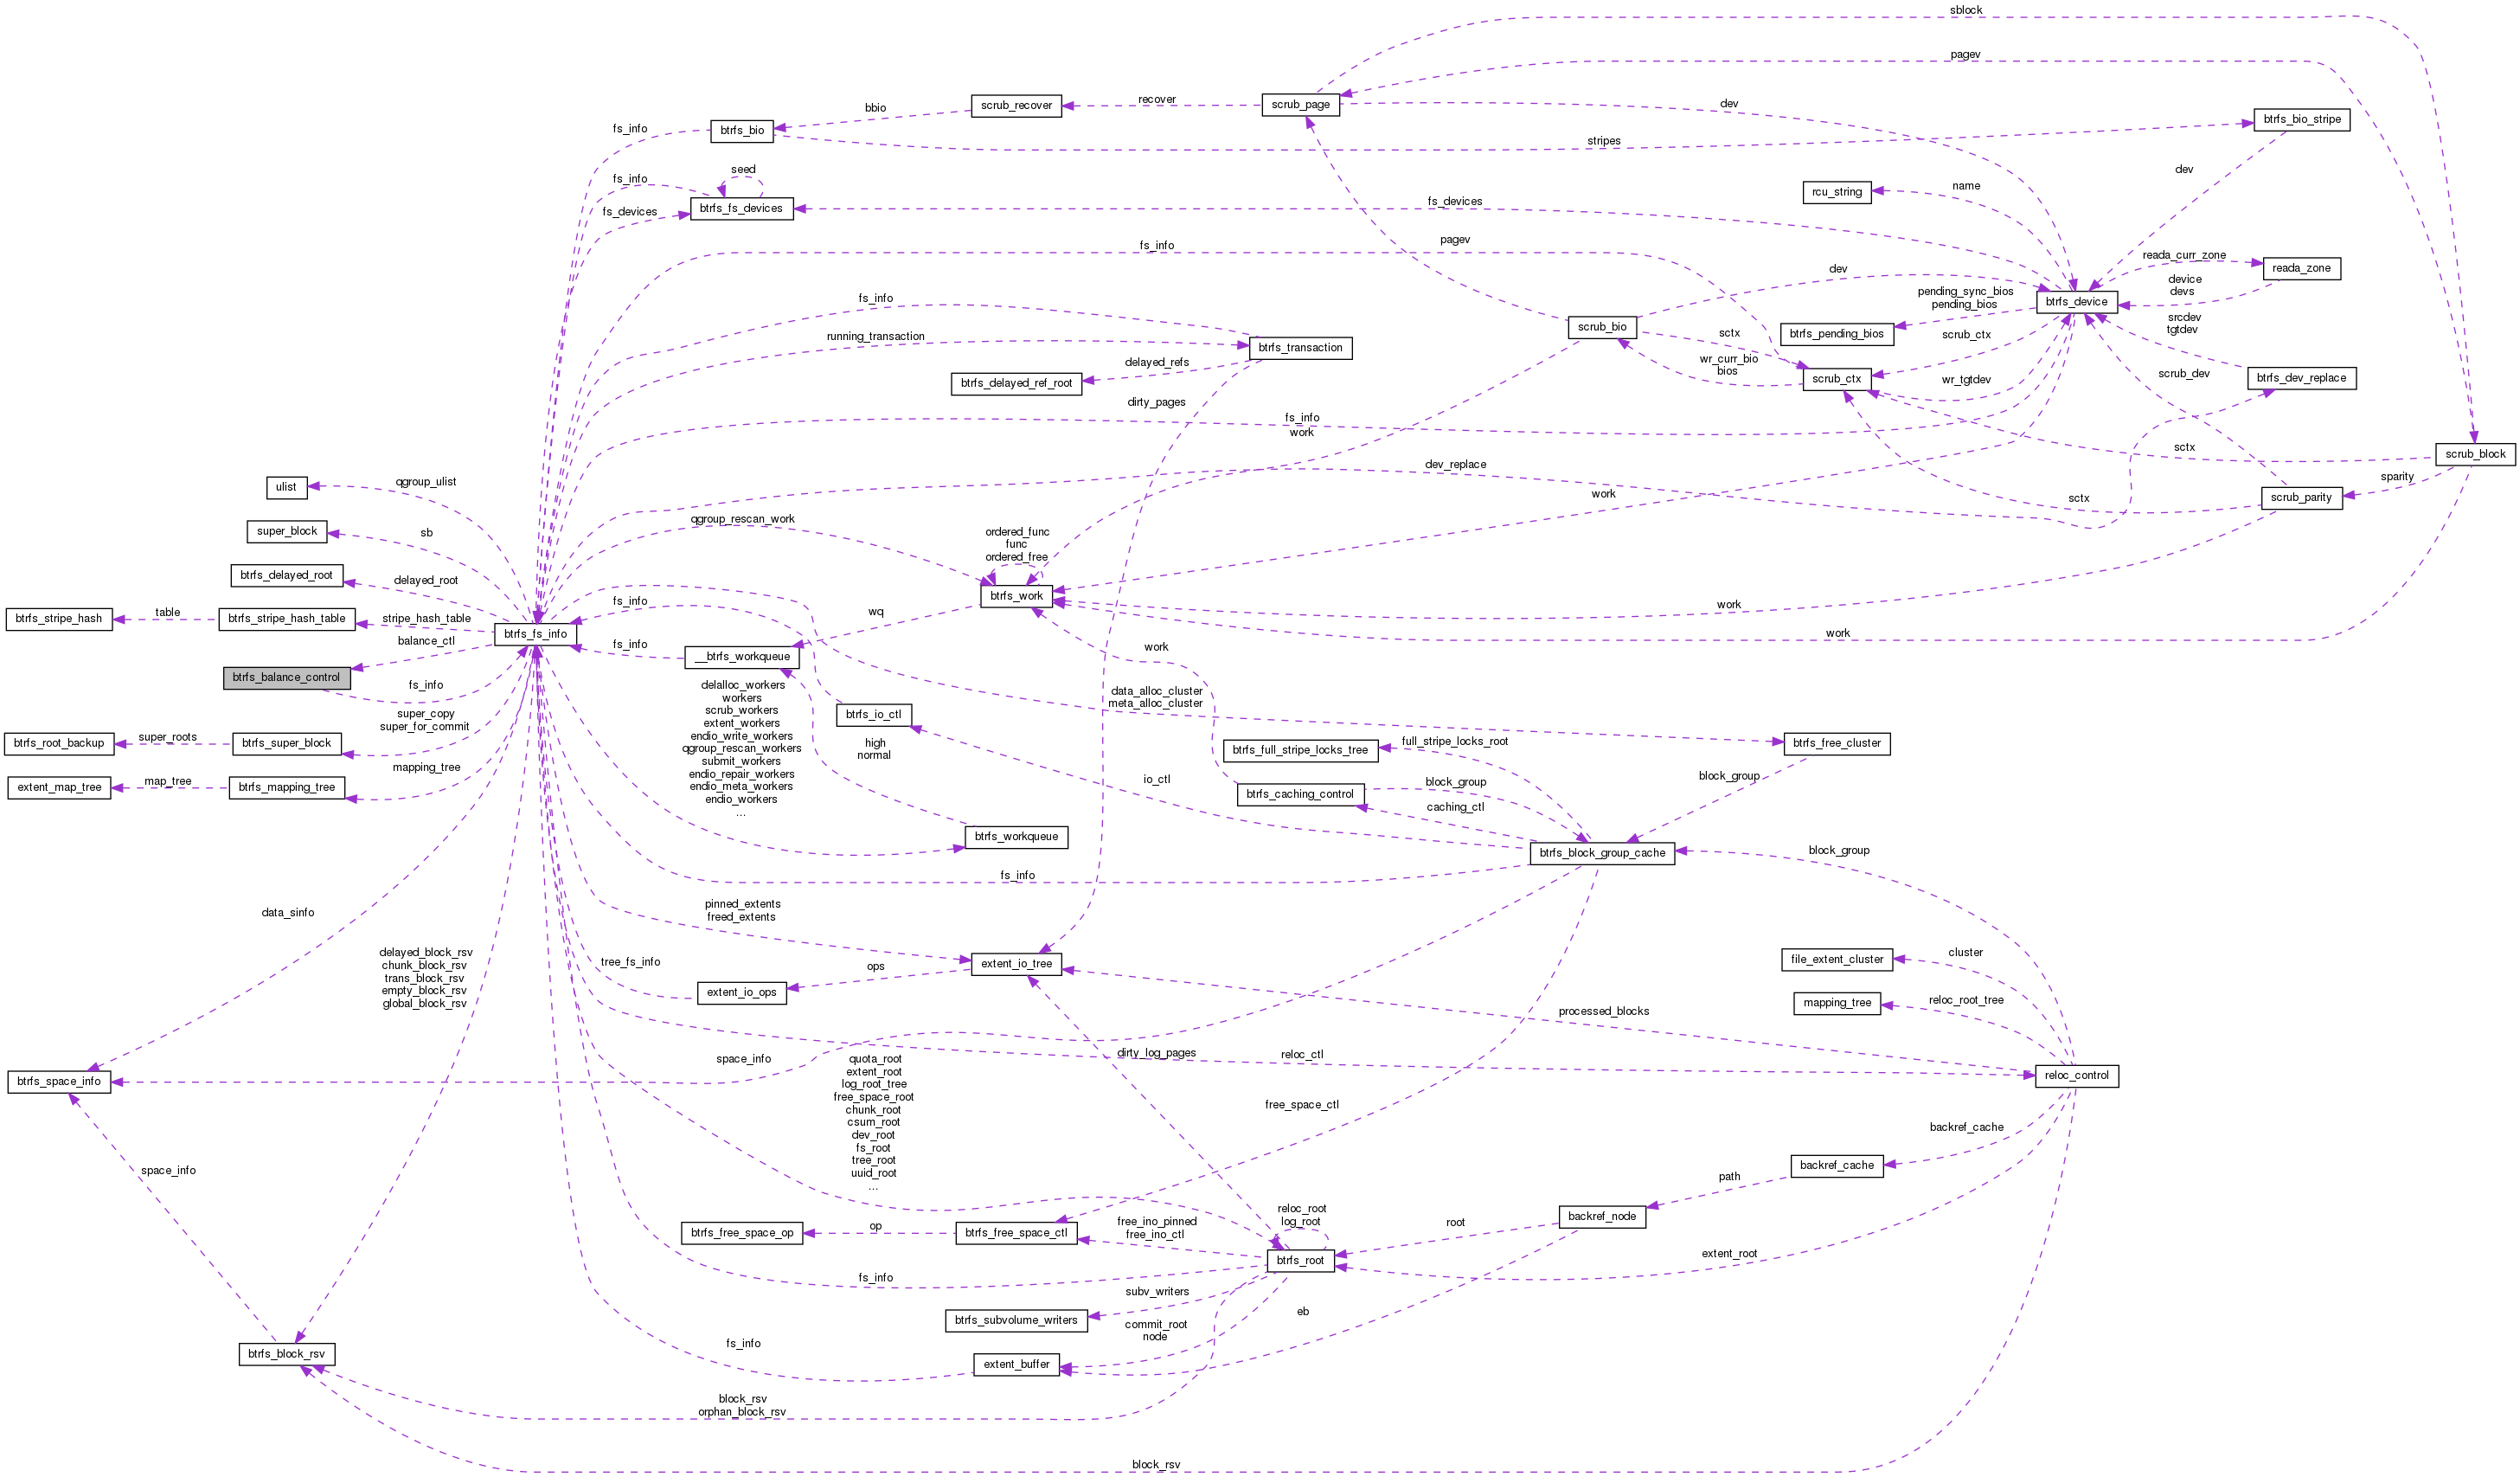 sblock
pagev
scrub_recover
recover
scrub_page
dev
bbio
btrfs_bio
fs_info
stripes
btrfs_bio_stripe
seed
fs_info
btrfs_fs_devices
fs_devices
fs_devices
rcu_string
name
dev
fs_info
pagev
dev
reada_curr_zone
reada_zone
device
devs
btrfs_device
pending_sync_bios
pending_bios
btrfs_pending_bios
srcdev
tgtdev
fs_info
running_transaction
btrfs_transaction
scrub_bio
sctx
scrub_ctx
wr_curr_bio
bios
scrub_ctx
wr_tgtdev
scrub_dev
btrfs_dev_replace
delayed_refs
btrfs_delayed_ref_root
dirty_pages
fs_info
work
sctx
scrub_block
dev_replace
sparity
scrub_parity
work
sctx
ulist
qgroup_ulist
super_block
sb
qgroup_rescan_work
ordered_func
func
ordered_free
btrfs_delayed_root
delayed_root
btrfs_work
work
work
btrfs_stripe_hash
table
btrfs_stripe_hash_table
stripe_hash_table
btrfs_fs_info
fs_info
wq
balance_ctl
fs_info
__btrfs_workqueue
work
btrfs_balance_control
fs_info
delalloc_workers
workers
scrub_workers
extent_workers
endio_write_workers
qgroup_rescan_workers
submit_workers
endio_repair_workers
endio_meta_workers
endio_workers
...
data_alloc_cluster
meta_alloc_cluster
btrfs_io_ctl
high
normal
super_copy
super_for_commit
btrfs_root_backup
super_roots
btrfs_super_block
btrfs_full_stripe_locks_tree
full_stripe_locks_root
btrfs_free_cluster
extent_map_tree
map_tree
btrfs_mapping_tree
mapping_tree
io_ctl
btrfs_caching_control
block_group
block_group
caching_ctl
btrfs_workqueue
btrfs_block_group_cache
block_group
fs_info
data_sinfo
pinned_extents
freed_extents
delayed_block_rsv
chunk_block_rsv
trans_block_rsv
empty_block_rsv
global_block_rsv
tree_fs_info
ops
extent_io_tree
extent_io_ops
file_extent_cluster
cluster
mapping_tree
reloc_root_tree
processed_blocks
dirty_log_pages
reloc_ctl
reloc_control
btrfs_space_info
space_info
quota_root
extent_root
log_root_tree
free_space_root
chunk_root
csum_root
dev_root
fs_root
tree_root
uuid_root
...
free_space_ctl
backref_cache
backref_cache
space_info
path
backref_node
root
extent_root
btrfs_free_space_op
op
btrfs_free_space_ctl
free_ino_pinned
free_ino_ctl
reloc_root
log_root
btrfs_root
fs_info
subv_writers
btrfs_subvolume_writers
eb
commit_root
node
extent_buffer
fs_info
btrfs_block_rsv
block_rsv
orphan_block_rsv
block_rsv